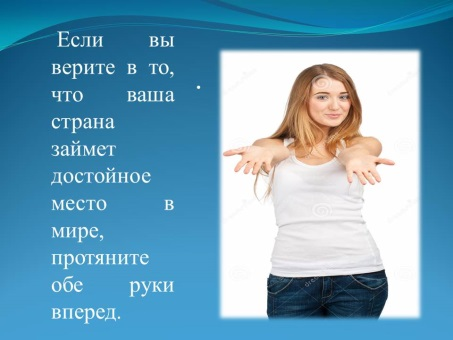 Если вы
верите в то,
что ваша
страна
займет
достойное
место в
мире,
протяните
обе руки
вперед.
.